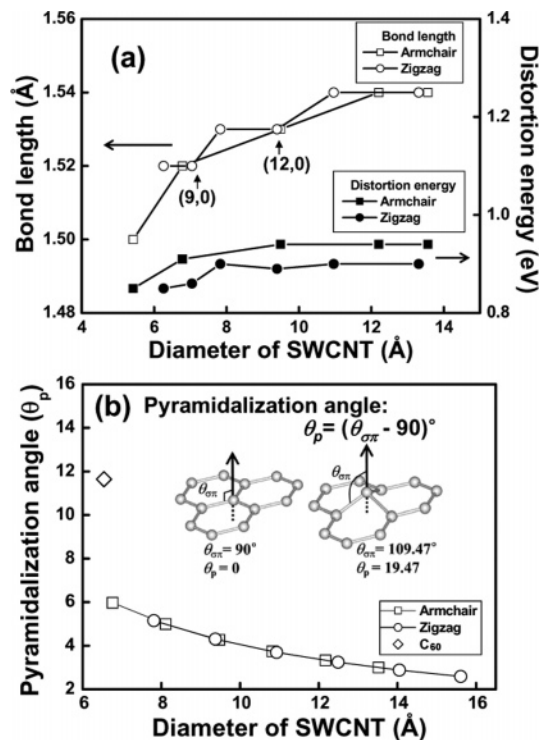 (a)
Bond length
Armchair
Zigzag
(9,0)
(12,0)
Distortion energy
Armchair
Zigzag
1.56
1.54
1.52
1.50
1.48
Bond length (Å)
1.4
1.2
1.0
0.8
Distortion energy (eV)
4 6 8 10 12 14
Diameter of SWCNT (Å)
(b) Pyramidalization angle:
θp = (θσπ - 90)°
θσπ
θσπ
θσπ = 90°
θp = 0
θσπ = 109.47°
θp = 19.47
Armchair
Zigzag
C60
16
14
12
10
8
6
4
2
Pyramidalization angle (θp)
6 8 10 12 14 16
Diameter of SWCNT (Å)